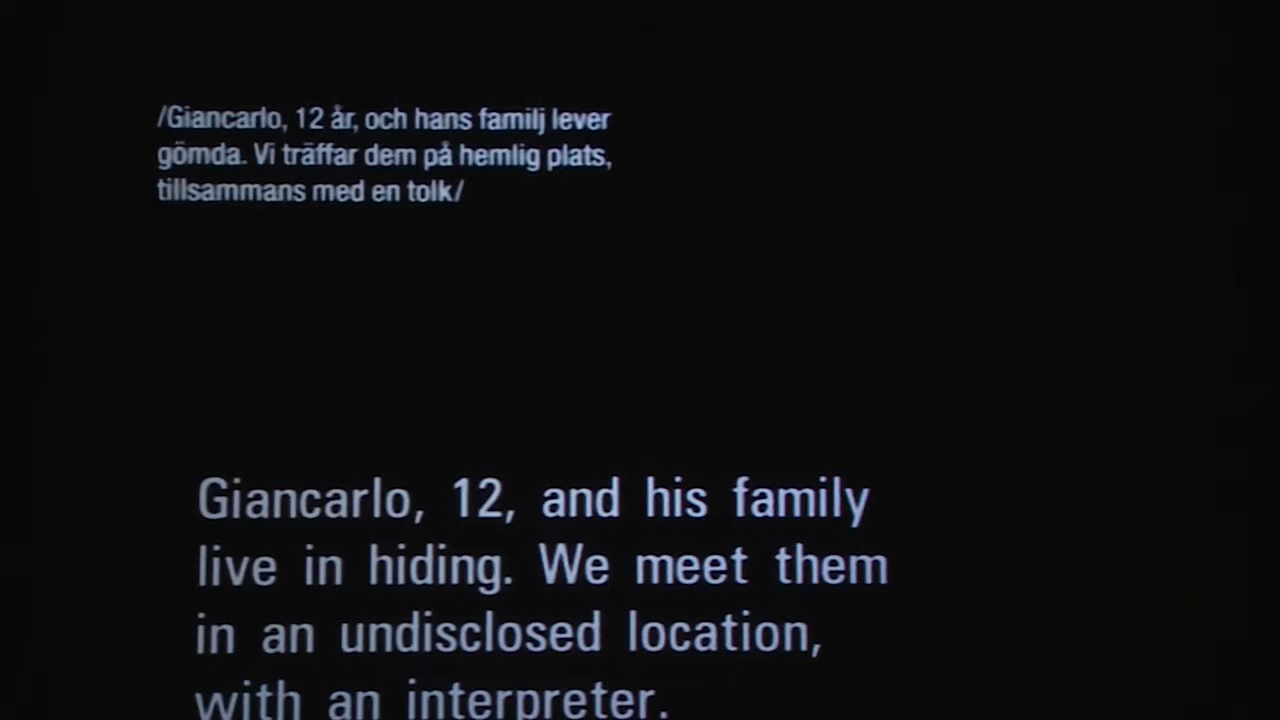 /Giancarlo, 12 år, och hans familj lever
gömda. Vi träffar dem på hemlig plats,
tillsammans med en tolk/
Giancarlo, 12, and his family
live in hiding. We meet them
in an undisclosed location,
with an interpreter.